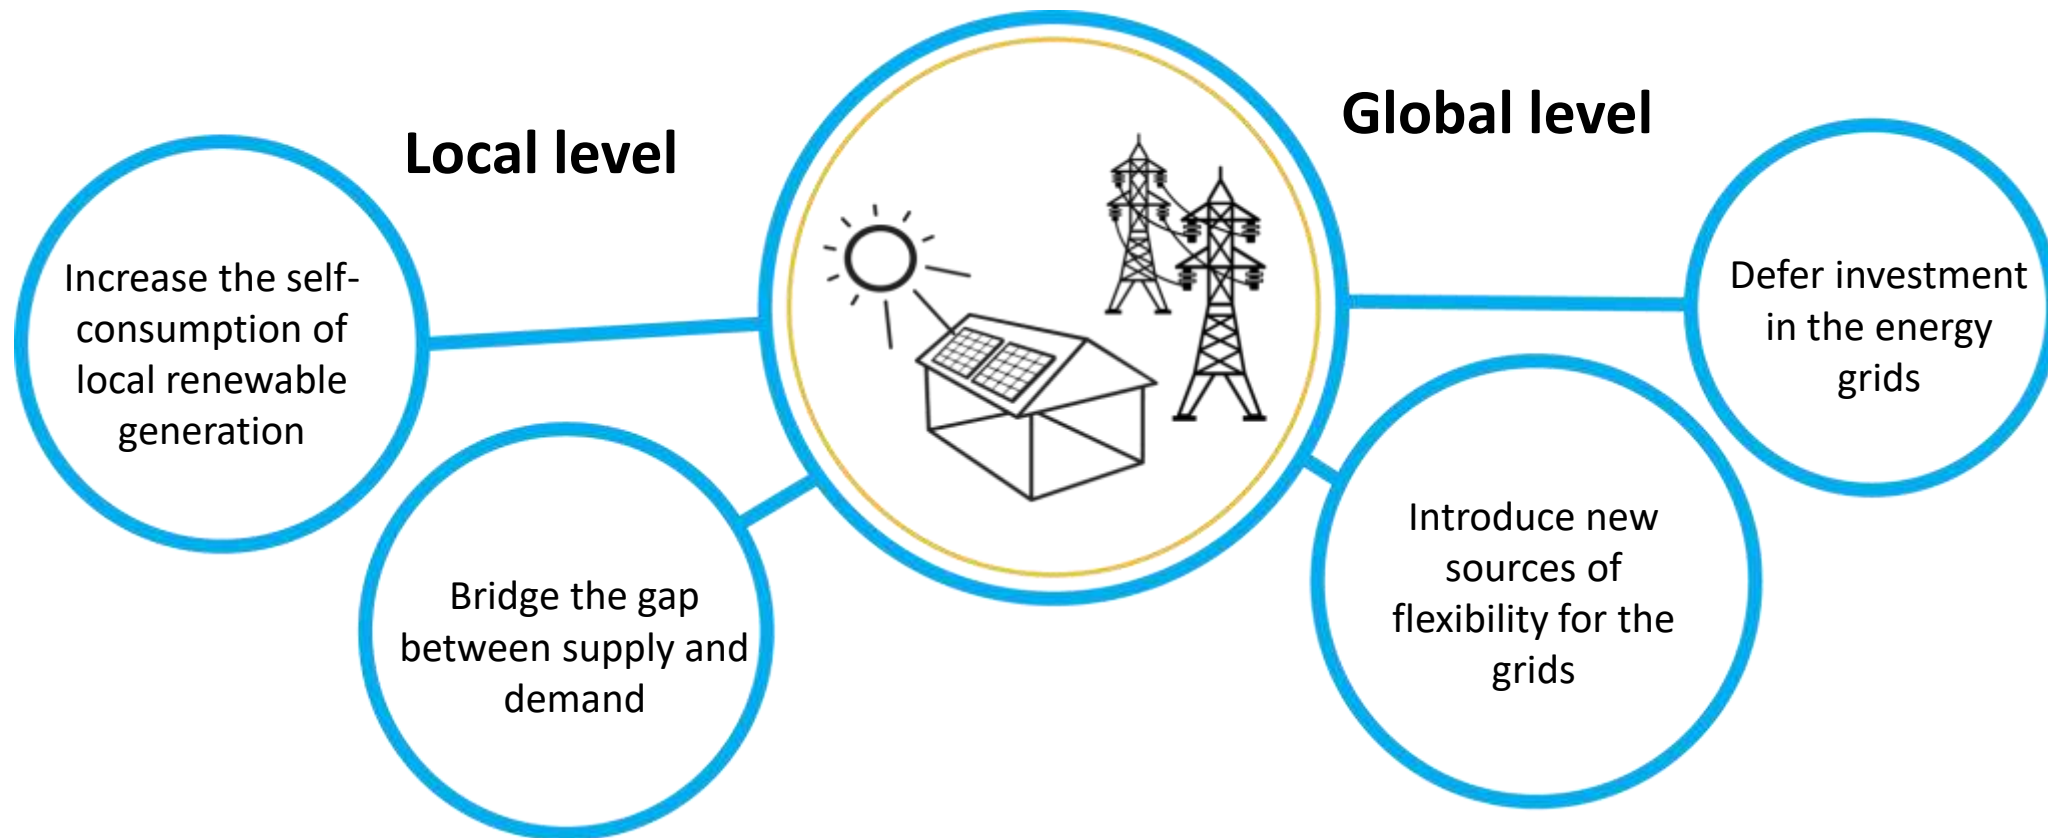 Local level
Increase the self-
consumption of
local renewable
generation
Bridge the gap
between supply and
demand
Global level
Defer investment
in the energy
grids
Introduce new
sources of
flexibility for the
grids